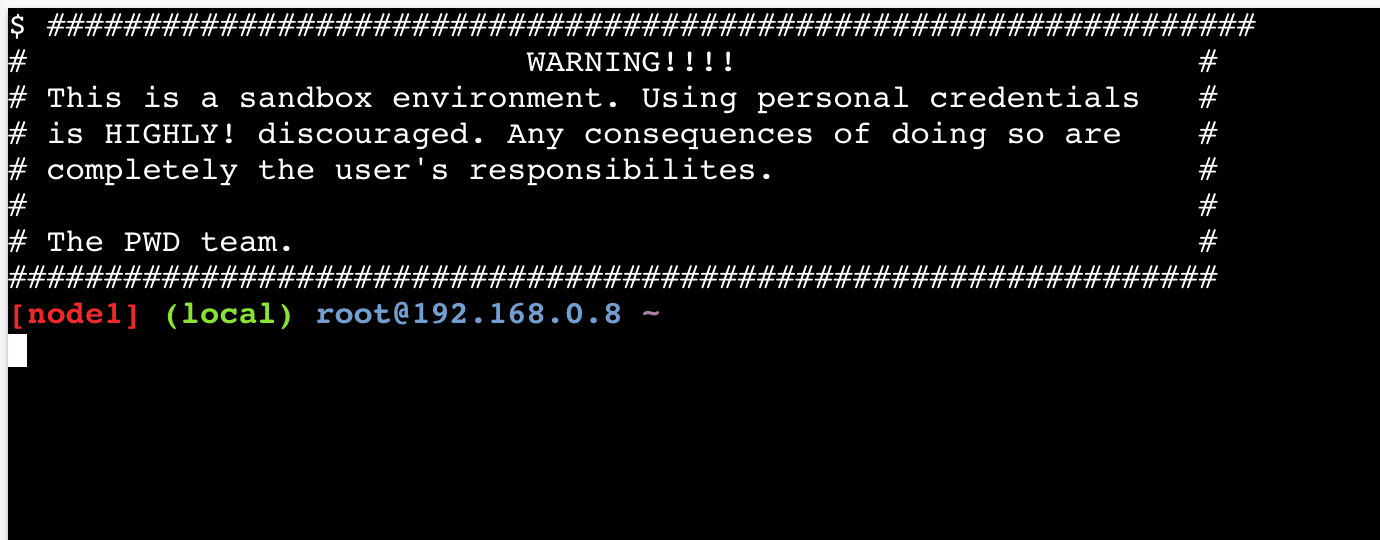 $ ###############################################################
# WARNING!!!! #
# This is a sandbox environment. Using personal credentials #
# is HIGHLY! discouraged. Any consequences of doing so are #
# completely the user's responsibilites. #
# #
# The PWD team. #
###############################################################
[node1] (local) root@192.168.0.8 ~